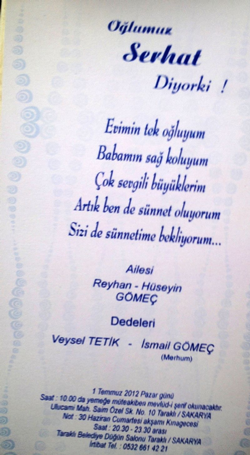 Oğlumuz
Serhat
Diyorki !
Evimin tek oğluyum
Babamın sağ koluyum
Çok sevgili büyüklerim
Artık ben de sünnet oluyorum
Sizi de sünnetime bekliyorum...
Ailesi
Reyhan - Hüseyin
GÖMEÇ
Dedeleri
Veysel TETİK - İsmail GÖMEÇ
(Merhum)
1 Temmuz 2012 Pazar günü
Saat : 10.00 da yemeğe müteakiben mevlüd-i şerif okunacaktır.
Ulucami Mah. Saim Özel Sk. No. 10 Taraklı / SAKARYA
Not : 30 Haziran Cumartesi akşamı Kınagecesi
Saat : 20.30 - 23.30 arası
Taraklı Belediye Düğün Salonu Taraklı / SAKARYA
İrtibat Tel. : 0532 661 42 21